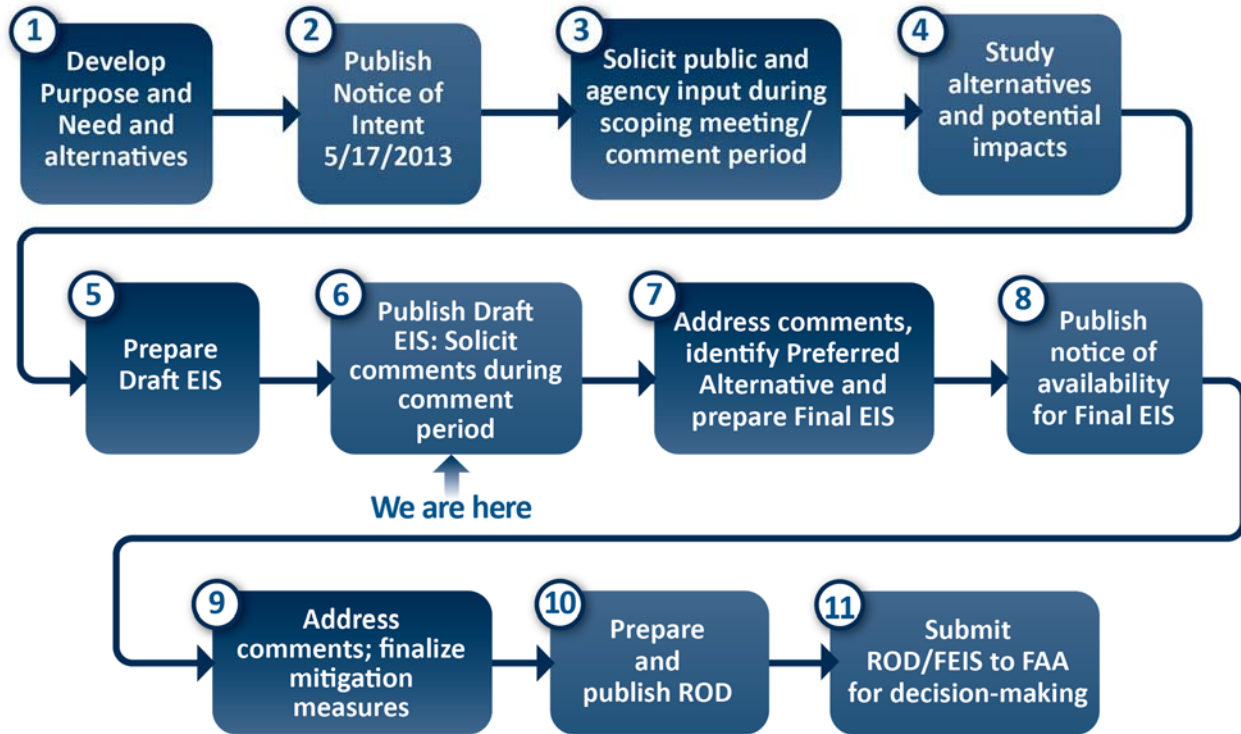 1
Develop
Purpose and
Need and
alternatives
2
Publish
Notice of
Intent
5/17/2013
3
Solicit public and
agency input during
scoping meeting/
comment period
4
Study
alternatives
and potential
impacts
5
Prepare
Draft EIS
6
Publish Draft
EIS: Solicit
comments during
comment
period
We are here
7
Address comments,
identify Preferred
Alternative and
prepare Final EIS
8
Publish
notice of
availability
for Final EIS
9
Address
comments; finalize
mitigation
measures
10
Prepare
and
publish ROD
11
Submit
ROD/FEIS to FAA
for decision-making